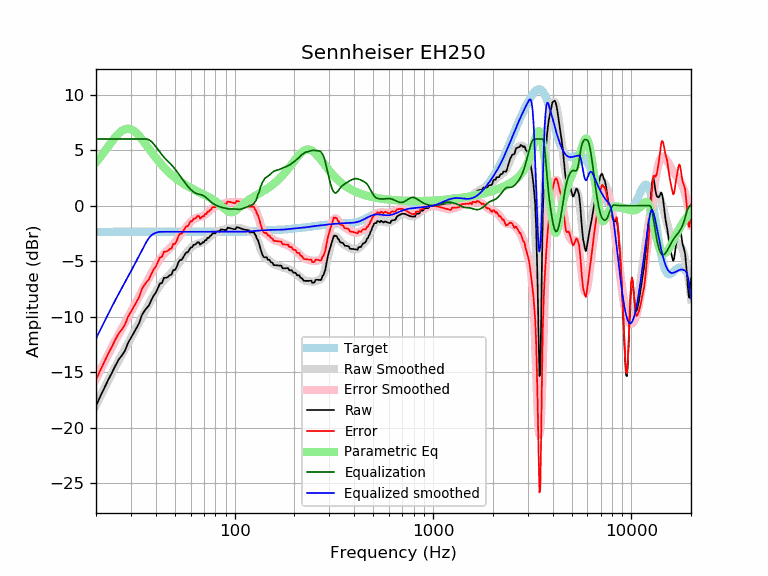 Sennheiser EH250
10
5
0
−5
−10
−15
−20
−25
Amplitude (dBr)
Target
Raw Smoothed
Error Smoothed
Raw
Error
Parametric Eq
Equalization
Equalized smoothed
100
1000
10000
Frequency (Hz)